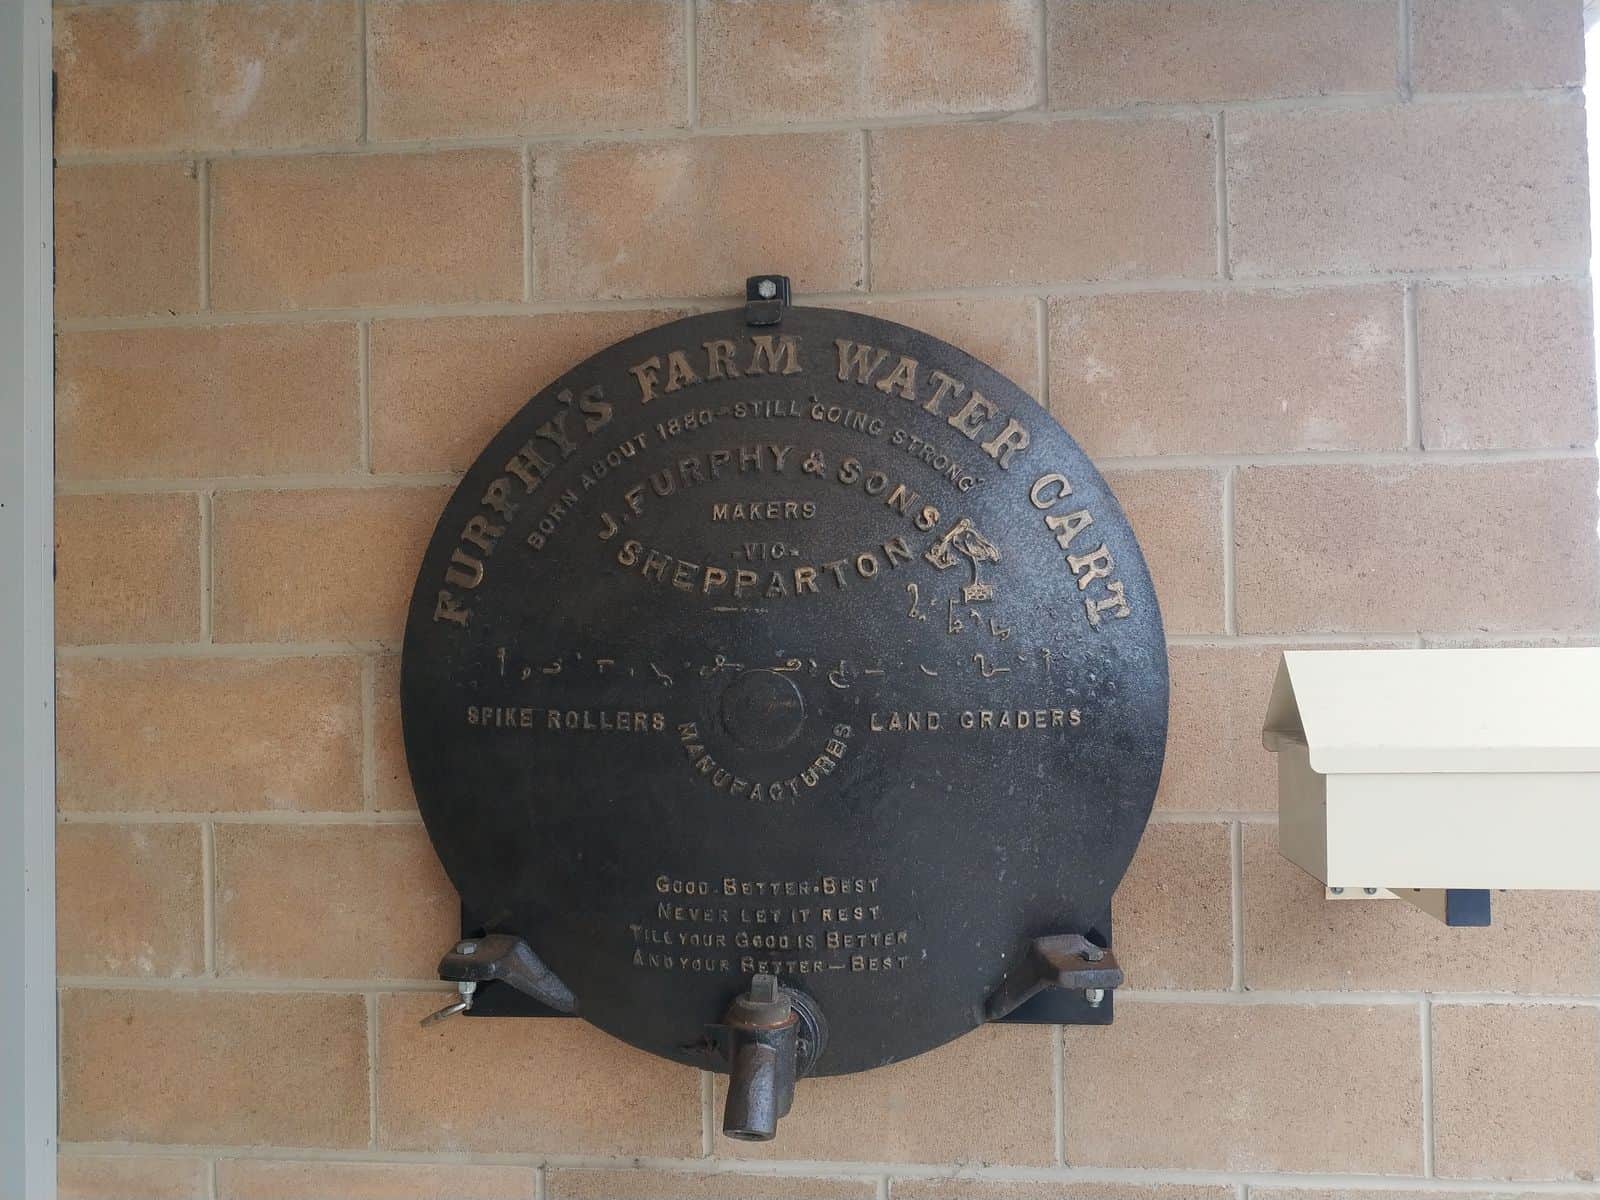 FURPHY'S FARM WATER CART
BORN ABOUT 1880-STILL GOING STRONG
J. FURPHY & SONS
MAKERS
-VIC-
SHEPPARTON
SPIKE ROLLERS
LAND GRADERS
MANUFACTURES
GOOD-BETTER-BEST
NEVER LET IT REST
TILL YOUR GOOD IS BETTER
AND YOUR BETTER-BEST